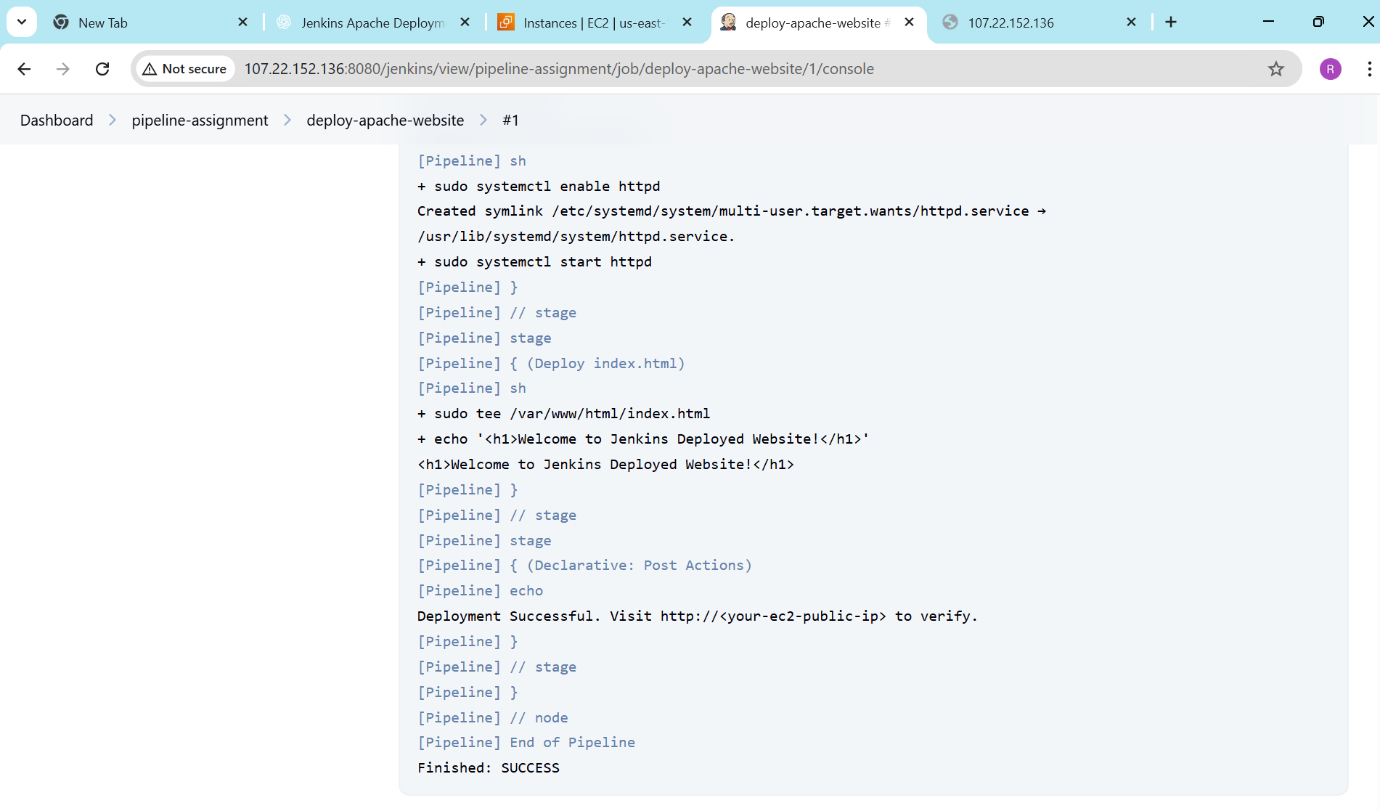 New Tab
Jenkins Apache Deploym
Instances | EC2 | us-east-
deploy-apache-website #
107.22.152.136
Not secure
107.22.152.136:8080/jenkins/view/pipeline-assignment/job/deploy-apache-website/1/console
R
Dashboard > pipeline-assignment > deploy-apache-website > #1
[Pipeline] sh
+ sudo systemctl enable httpd
Created symlink /etc/systemd/system/multi-user.target.wants/httpd.service →
/usr/lib/systemd/system/httpd.service.
+ sudo systemctl start httpd
[Pipeline] }
[Pipeline] // stage
[Pipeline] stage
[Pipeline] { (Deploy index.html)
[Pipeline] sh
+ sudo tee /var/www/html/index.html
+ echo '<h1>Welcome to Jenkins Deployed Website!</h1>'
<h1>Welcome to Jenkins Deployed Website!</h1>
[Pipeline] }
[Pipeline] // stage
[Pipeline] stage
[Pipeline] { (Declarative: Post Actions)
[Pipeline] echo
Deployment Successful. Visit http://<your-ec2-public-ip> to verify.
[Pipeline] }
[Pipeline] // stage
[Pipeline] }
[Pipeline] // node
[Pipeline] End of Pipeline
Finished: SUCCESS